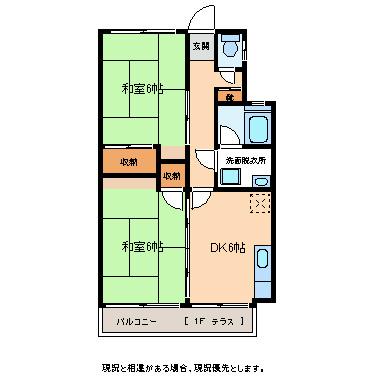 玄関
和室6帖
収納
収納
洗面脱衣所
和室6帖
DK6帖
バルコニー [ 1F テラス ]
現況と相違がある場合、現況優先とします。